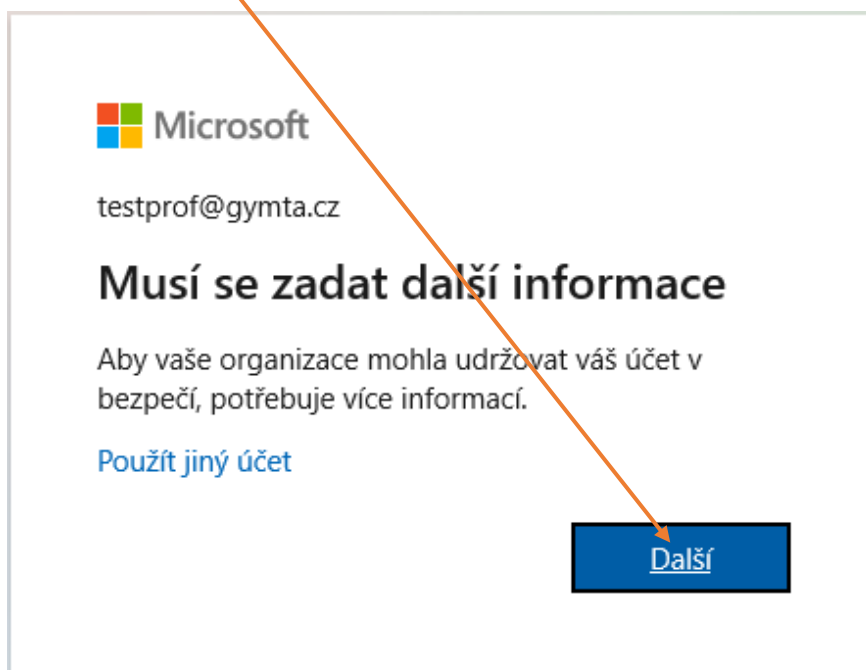 Microsoft
testprof@gymta.cz
Musí se zadat další informace
Aby vaše organizace mohla udržovat váš účet v
bezpečí, potřebuje více informací.
Použít jiný účet
Další